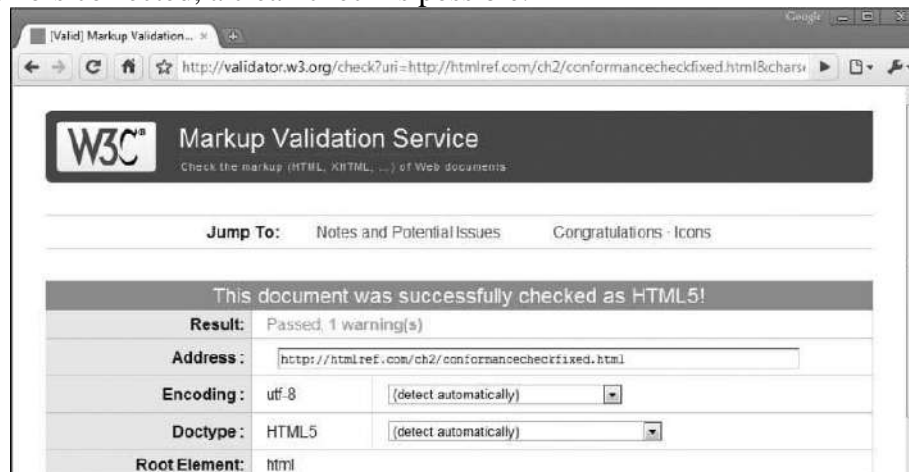 [Valid] Markup Validation...
Google
http://validator.w3.org/check?uri=http://htmlref.com/ch2/conformancecheckfixed.html&chars
W3C®
Markup Validation Service
Check the markup (HTML, XHTML, ...) of Web documents
Jump To: Notes and Potential Issues Congratulations · Icons
This document was successfully checked as HTML5!
Result: Passed, 1 warning(s)
Address : http://htmlref.com/ch2/conformancecheckfixed.html
Encoding : utf-8 (detect automatically)
Doctype : HTML5 (detect automatically)
Root Element: html